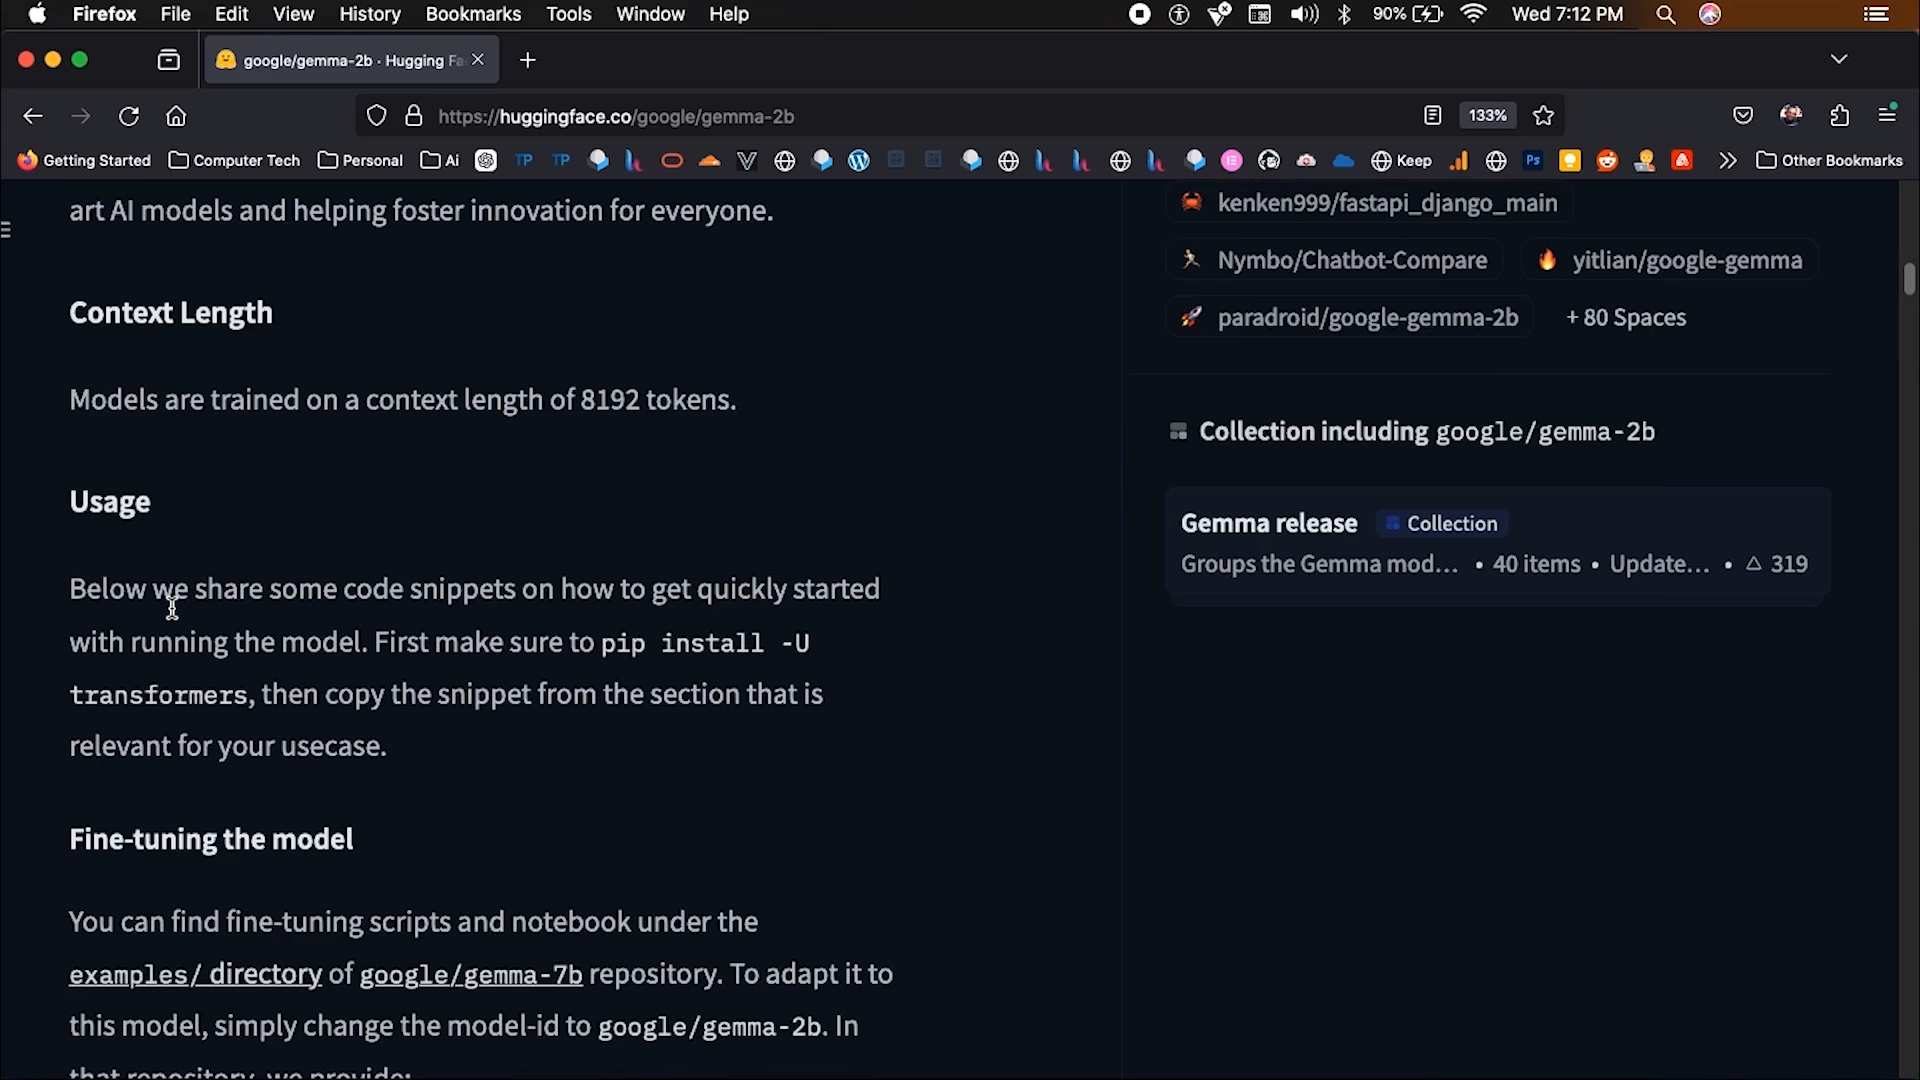 Firefox File Edit View History Bookmarks Tools Window Help 90% Wed 7:12 PM
google/gemma-2b - Hugging Fa
https://huggingface.co/google/gemma-2b 133%
Getting Started Computer Tech Personal Ai TP TP Keep Ps Other Bookmarks
art AI models and helping foster innovation for everyone.
Context Length
Models are trained on a context length of 8192 tokens.
Usage
Below we share some code snippets on how to get quickly started
with running the model. First make sure to pip install -U
transformers, then copy the snippet from the section that is
relevant for your usecase.
Fine-tuning the model
You can find fine-tuning scripts and notebook under the
examples/ directory of google/gemma-7b repository. To adapt it to
this model, simply change the model-id to google/gemma-2b. In
that repository, we provide:
kenken999/fastapi_django_main
Nymbo/Chatbot-Compare yitlian/google-gemma
paradroid/google-gemma-2b + 80 Spaces
Collection including google/gemma-2b
Gemma release Collection
Groups the Gemma mod... • 40 items • Update... • 319